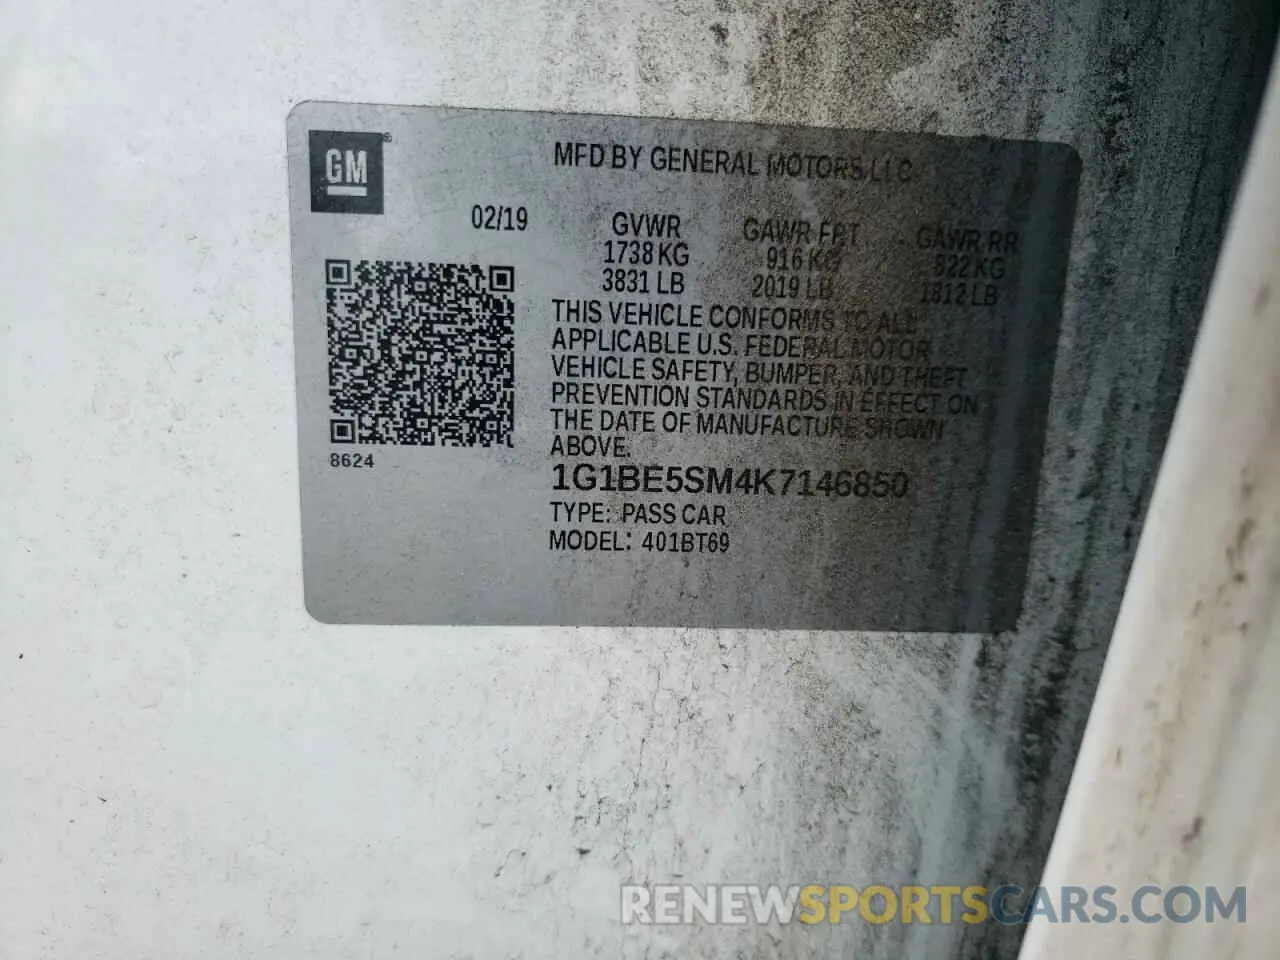 GM®
MFD BY GENERAL MOTORS LLC
02/19
GVWR GAWR FRT GAWR RR
1738 KG 916 KG 822 KG
3831 LB 2019 LB 1812 LB
THIS VEHICLE CONFORMS TO ALL
APPLICABLE U.S. FEDERAL MOTOR
VEHICLE SAFETY, BUMPER, AND THEFT
PREVENTION STANDARDS IN EFFECT ON
THE DATE OF MANUFACTURE SHOWN
ABOVE.
8624
1G1BE5SM4K7146850
TYPE: PASS CAR
MODEL: 401BT69
RENEWSPORTSCARS.COM